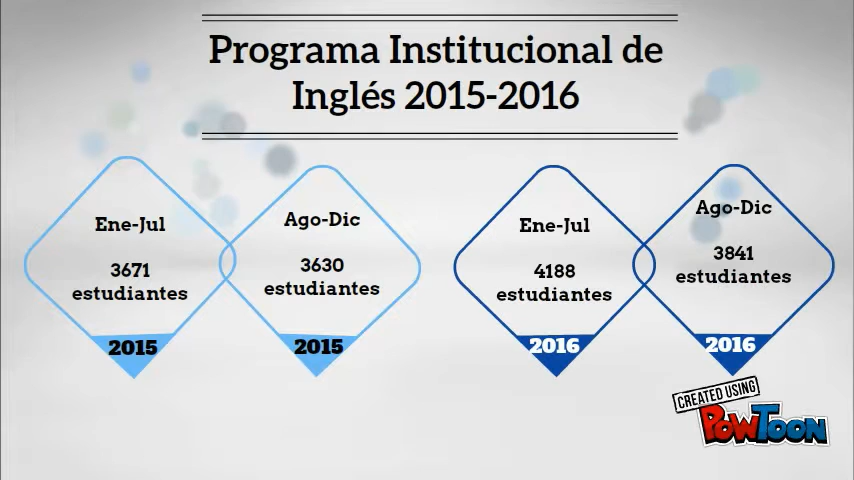 Programa Institucional de
Inglés 2015-2016
Ene-Jul
3671
estudiantes
2015
Ago-Dic
3630
estudiantes
2015
Ene-Jul
4188
estudiantes
2016
Ago-Dic
3841
estudiantes
2016
CREATED USING
POWTOON